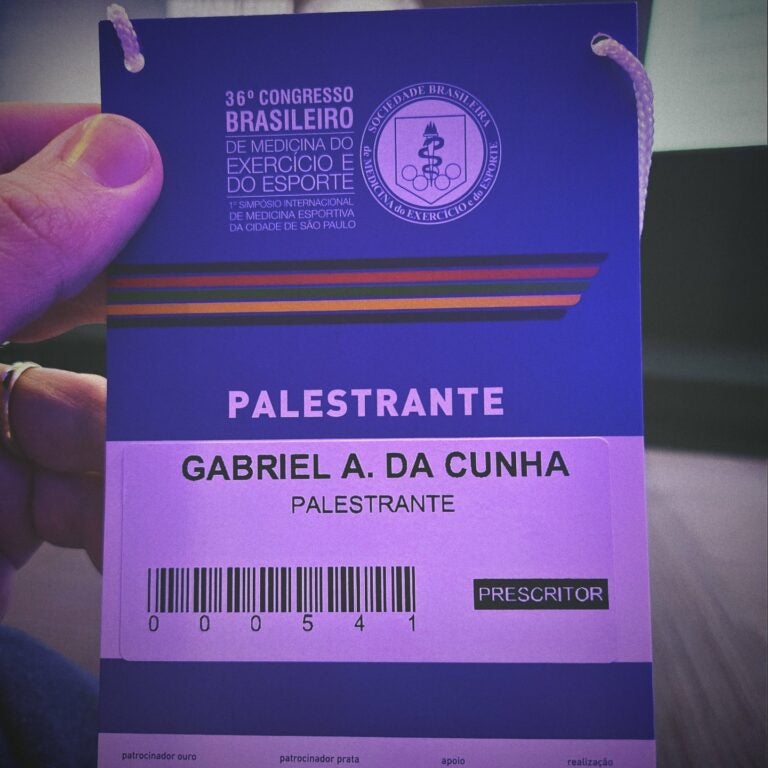 36º CONGRESSO
BRASILEIRO
DE MEDICINA DO
EXERCÍCIO E
DO ESPORTE
1º SIMPÓSIO INTERNACIONAL
DE MEDICINA ESPORTIVA
DA CIDADE DE SÃO PAULO
SOCIEDADE BRASILEIRA
de MEDICINA do EXERCÍCIO e do ESPORTE
PALESTRANTE
GABRIEL A. DA CUNHA
PALESTRANTE
PRESCRITOR
0 0 0 5 4 1
patrocinador ouro patrocinador prata apoio realização